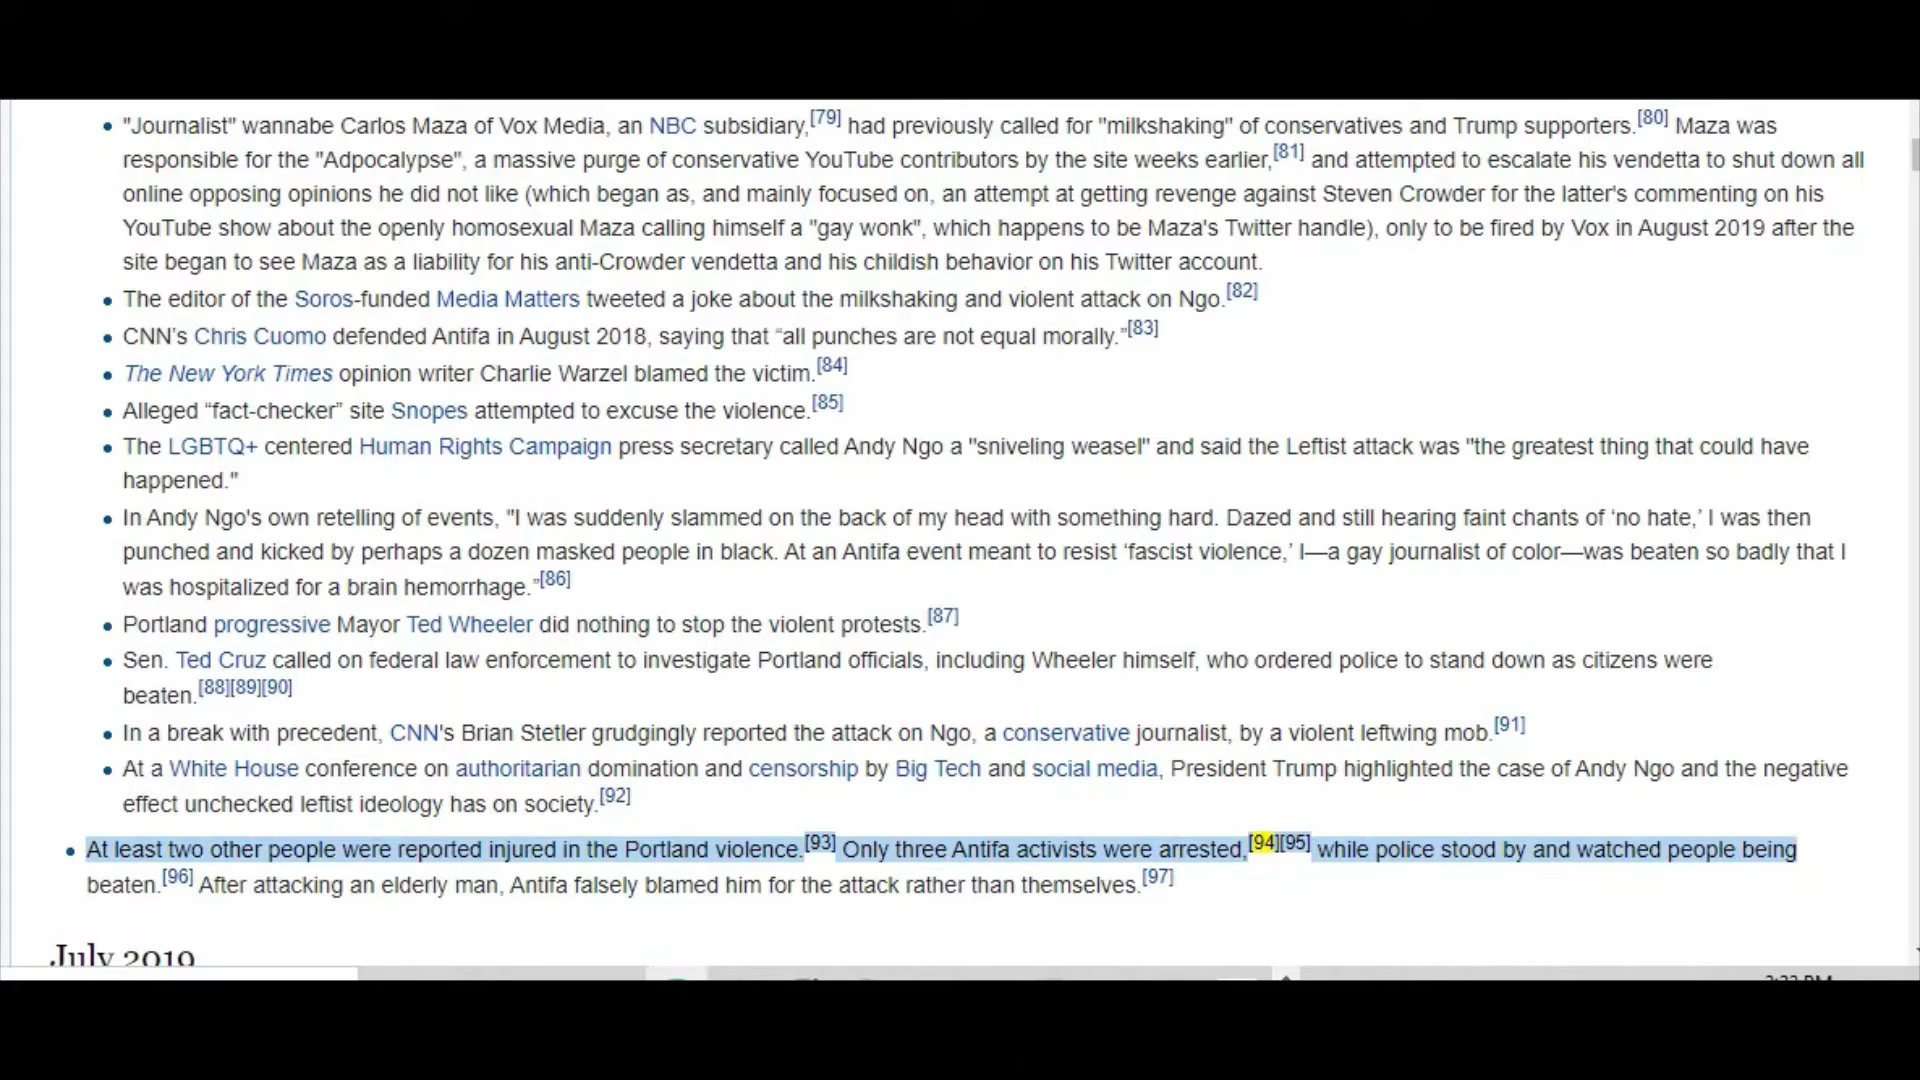 "Journalist" wannabe Carlos Maza of Vox Media, an NBC subsidiary,[79] had previously called for "milkshaking" of conservatives and Trump supporters.[80] Maza was
responsible for the "Adpocalypse", a massive purge of conservative YouTube contributors by the site weeks earlier,[81] and attempted to escalate his vendetta to shut down all
online opposing opinions he did not like (which began as, and mainly focused on, an attempt at getting revenge against Steven Crowder for the latter's commenting on his
YouTube show about the openly homosexual Maza calling himself a "gay wonk", which happens to be Maza's Twitter handle), only to be fired by Vox in August 2019 after the
site began to see Maza as a liability for his anti-Crowder vendetta and his childish behavior on his Twitter account.
The editor of the Soros-funded Media Matters tweeted a joke about the milkshaking and violent attack on Ngo.[82]
CNN’s Chris Cuomo defended Antifa in August 2018, saying that “all punches are not equal morally.”[83]
The New York Times opinion writer Charlie Warzel blamed the victim.[84]
Alleged “fact-checker” site Snopes attempted to excuse the violence.[85]
The LGBTQ+ centered Human Rights Campaign press secretary called Andy Ngo a "sniveling weasel" and said the Leftist attack was "the greatest thing that could have
happened."
In Andy Ngo's own retelling of events, "I was suddenly slammed on the back of my head with something hard. Dazed and still hearing faint chants of ‘no hate,’ I was then
punched and kicked by perhaps a dozen masked people in black. At an Antifa event meant to resist ‘fascist violence,’ I—a gay journalist of color—was beaten so badly that I
was hospitalized for a brain hemorrhage.”[86]
Portland progressive Mayor Ted Wheeler did nothing to stop the violent protests.[87]
Sen. Ted Cruz called on federal law enforcement to investigate Portland officials, including Wheeler himself, who ordered police to stand down as citizens were
beaten.[88][89][90]
In a break with precedent, CNN's Brian Stetler grudgingly reported the attack on Ngo, a conservative journalist, by a violent leftwing mob.[91]
At a White House conference on authoritarian domination and censorship by Big Tech and social media, President Trump highlighted the case of Andy Ngo and the negative
effect unchecked leftist ideology has on society.[92]
At least two other people were reported injured in the Portland violence.[93] Only three Antifa activists were arrested,[94][95] while police stood by and watched people being
beaten.[96] After attacking an elderly man, Antifa falsely blamed him for the attack rather than themselves.[97]
July 2019